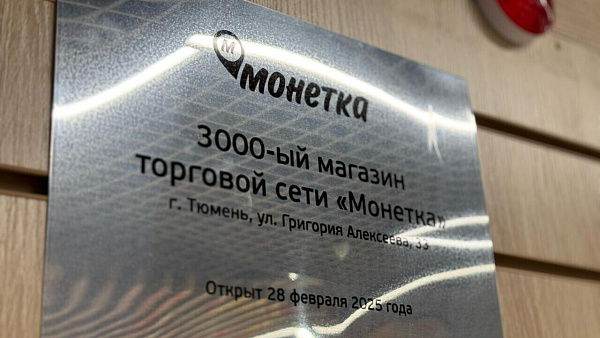 М
монетка
3000-ый магазин
торговой сети «Монетка»
г. Тюмень, ул. Григория Алексеева, 33
Открыт 28 февраля 2025 года